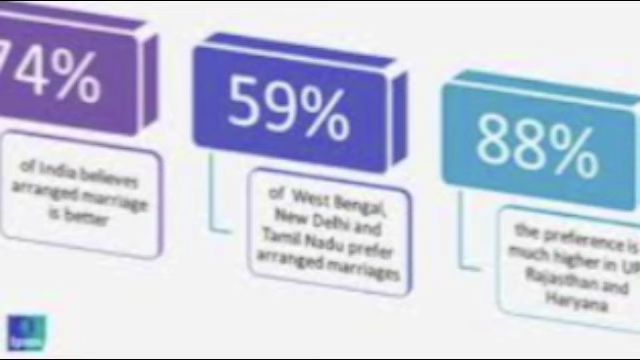 74%
of India believes
arranged marriage
is better
59%
of West Bengal,
New Delhi and
Tamil Nadu prefer
arranged marriages
88%
the preference is
much higher in UP
Rajasthan and
Haryana
Ipsos